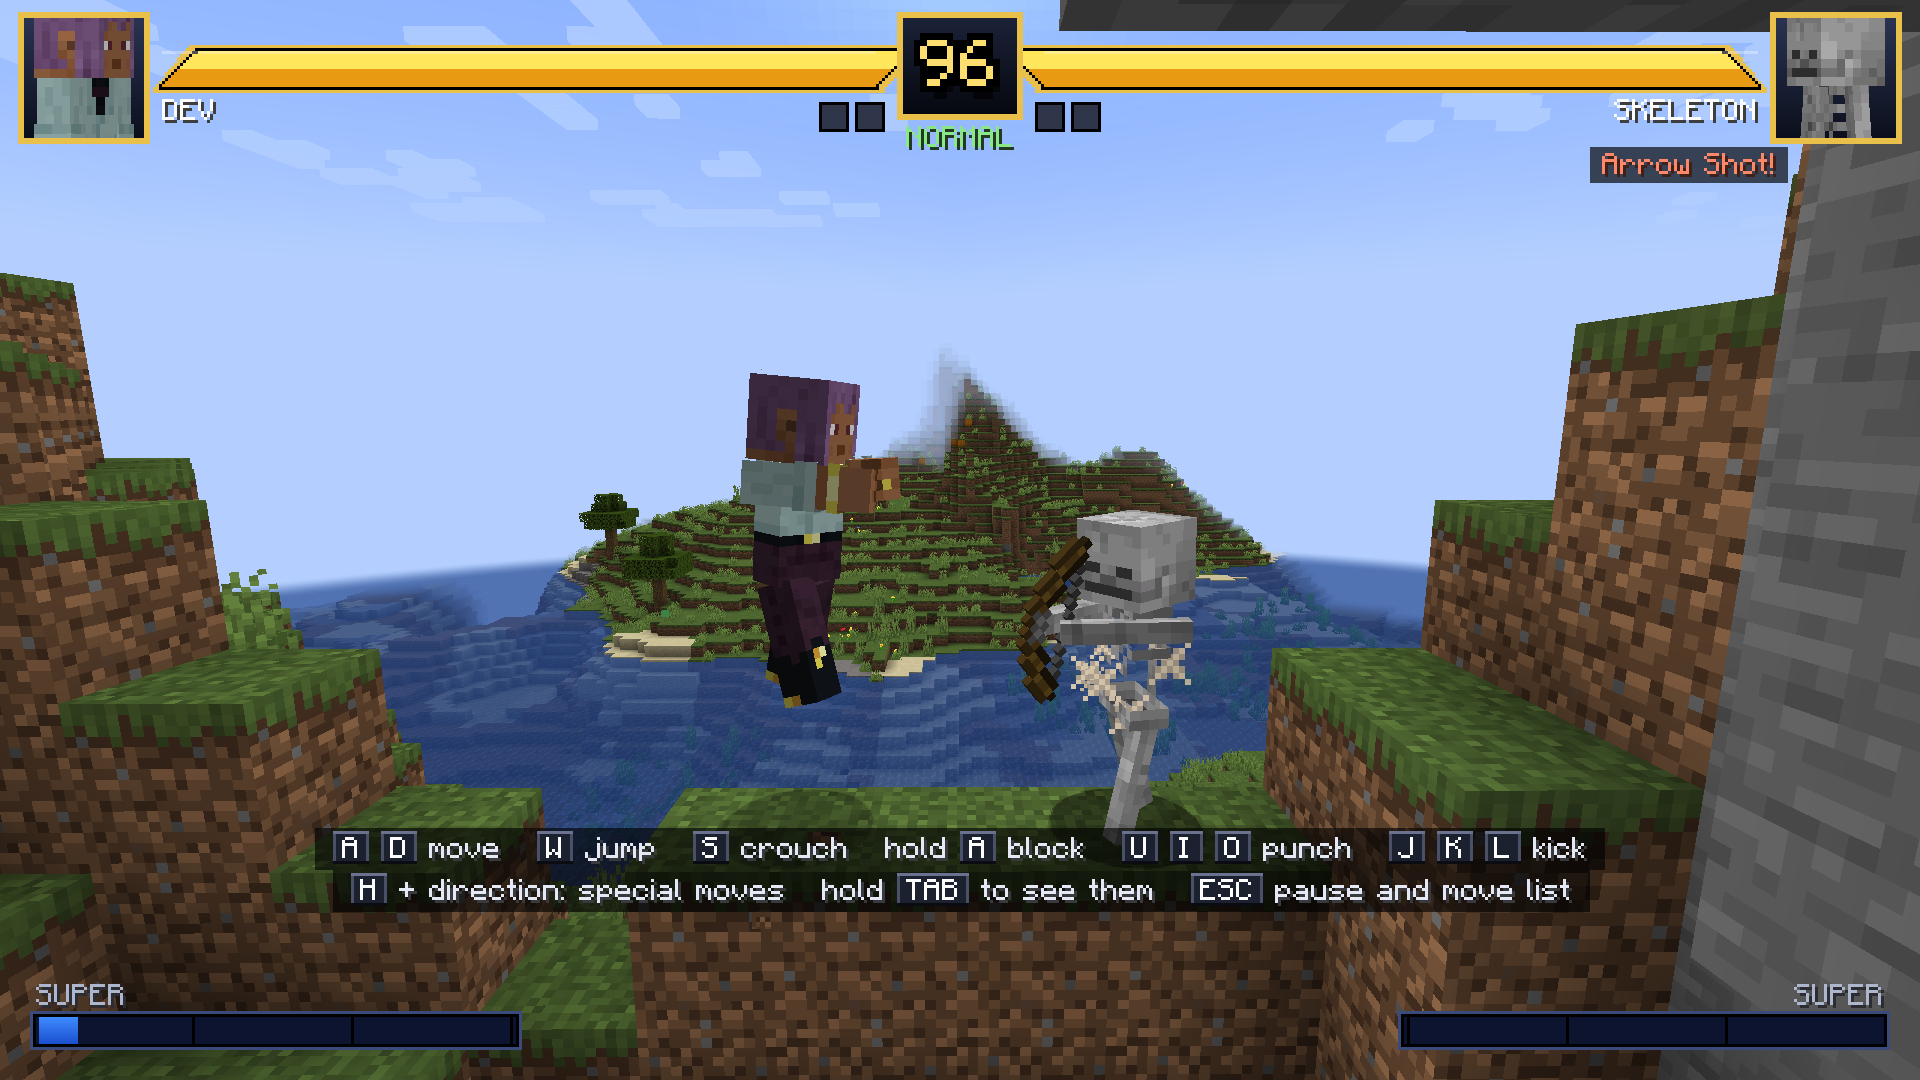 96
DEV
SKELETON
NORMAL
Arrow Shot!
A D move W jump S crouch hold A block U I O punch J K L kick
H + direction: special moves hold TAB to see them ESC pause and move list
SUPER
SUPER